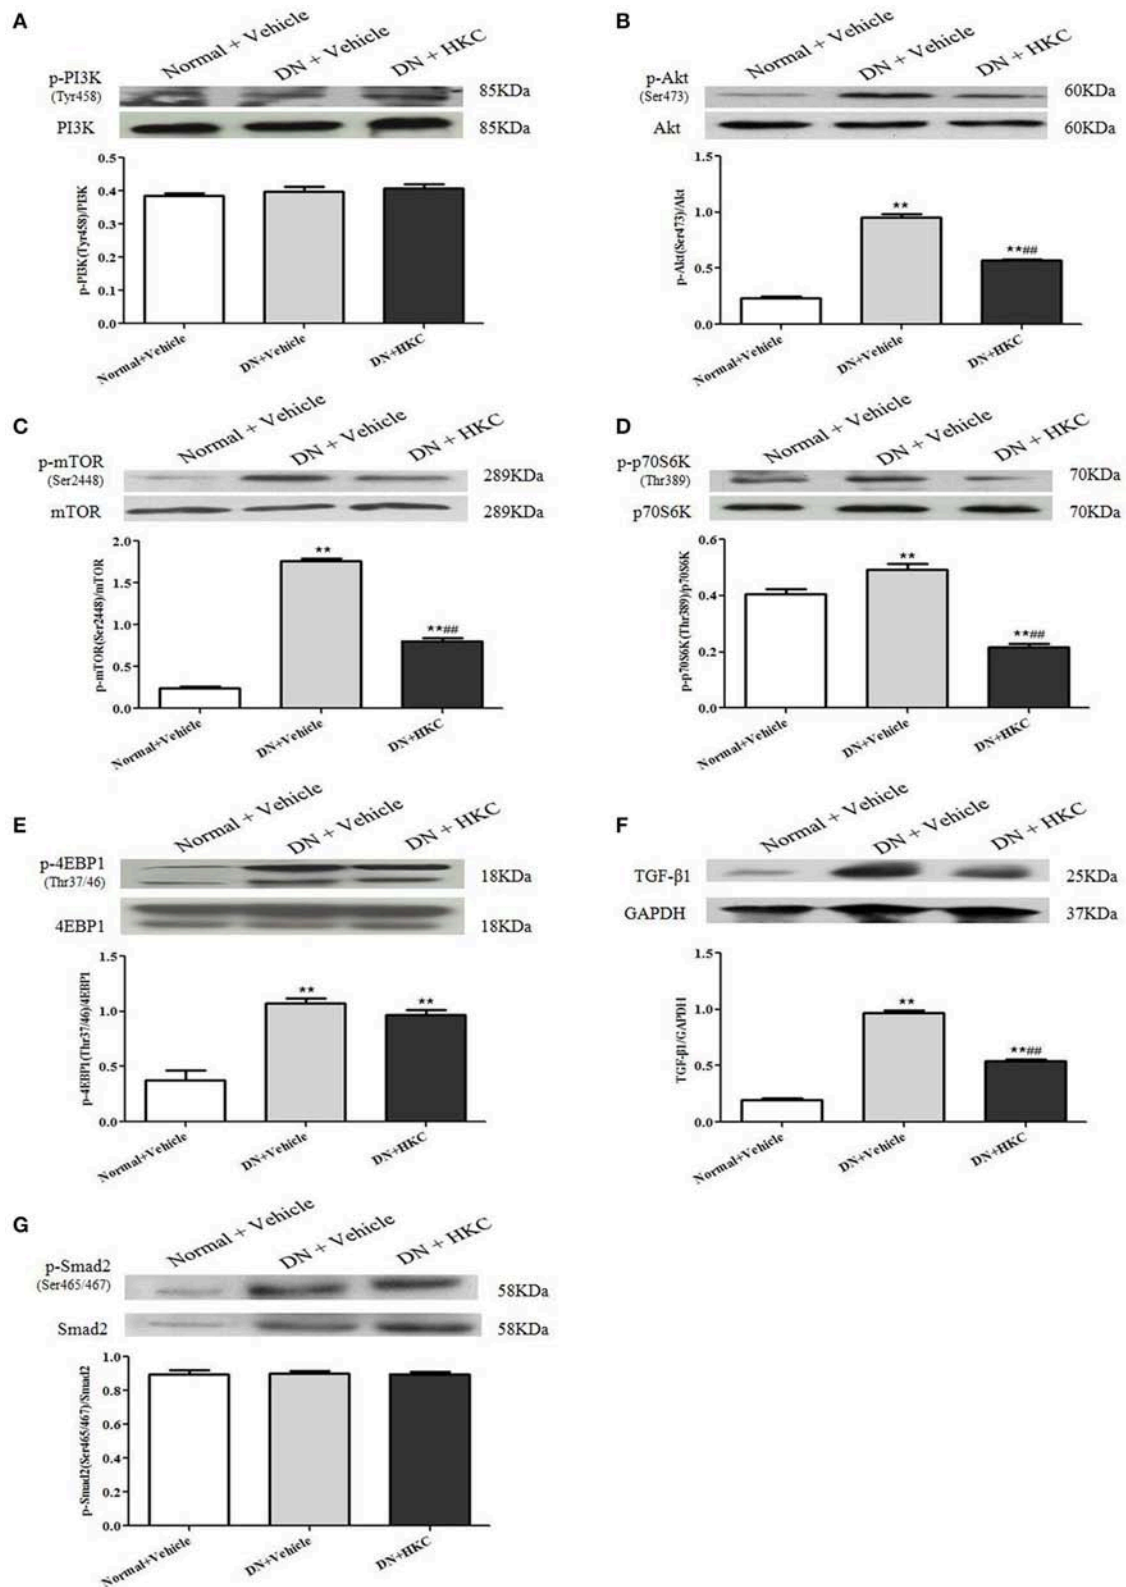 A
Normal + Vehicle
DN + Vehicle
DN + HKC
p-PI3K
(Tyr458)
85KDa
PI3K
85KDa
p-PI3K(Tyr458)/PI3K
0.5
0.4
0.3
0.2
0.1
0.0
Normal+Vehicle
DN+Vehicle
DN+HKC
B
Normal + Vehicle
DN + Vehicle
DN + HKC
p-Akt
(Ser473)
60KDa
Akt
60KDa
p-Akt(Ser473)/Akt
1.5
1.0
0.5
0.0
**
**##
Normal+Vehicle
DN+Vehicle
DN+HKC
C
Normal + Vehicle
DN + Vehicle
DN + HKC
p-mTOR
(Ser2448)
289KDa
mTOR
289KDa
p-mTOR(Ser2448)/mTOR
2.0
1.5
1.0
0.5
0.0
**
**##
Normal+Vehicle
DN+Vehicle
DN+HKC
D
Normal + Vehicle
DN + Vehicle
DN + HKC
p-p70S6K
(Thr389)
70KDa
p70S6K
70KDa
p-p70S6K(Thr389)/p70S6K
0.6
0.4
0.2
0.0
**
**##
Normal+Vehicle
DN+Vehicle
DN+HKC
E
Normal + Vehicle
DN + Vehicle
DN + HKC
p-4EBP1
(Thr37/46)
18KDa
4EBP1
18KDa
p-4EBP1(Thr37/46)/4EBP1
1.5
1.0
0.5
0.0
**
**
Normal+Vehicle
DN+Vehicle
DN+HKC
F
Normal + Vehicle
DN + Vehicle
DN + HKC
TGF-β1
25KDa
GAPDH
37KDa
TGF-β1/GAPDH
1.5
1.0
0.5
0.0
**
**##
Normal+Vehicle
DN+Vehicle
DN+HKC
G
Normal + Vehicle
DN + Vehicle
DN + HKC
p-Smad2
(Ser465/467)
58KDa
Smad2
58KDa
p-Smad2(Ser465/467)/Smad2
1.0
0.8
0.6
0.4
0.2
0.0
Normal+Vehicle
DN+Vehicle
DN+HKC